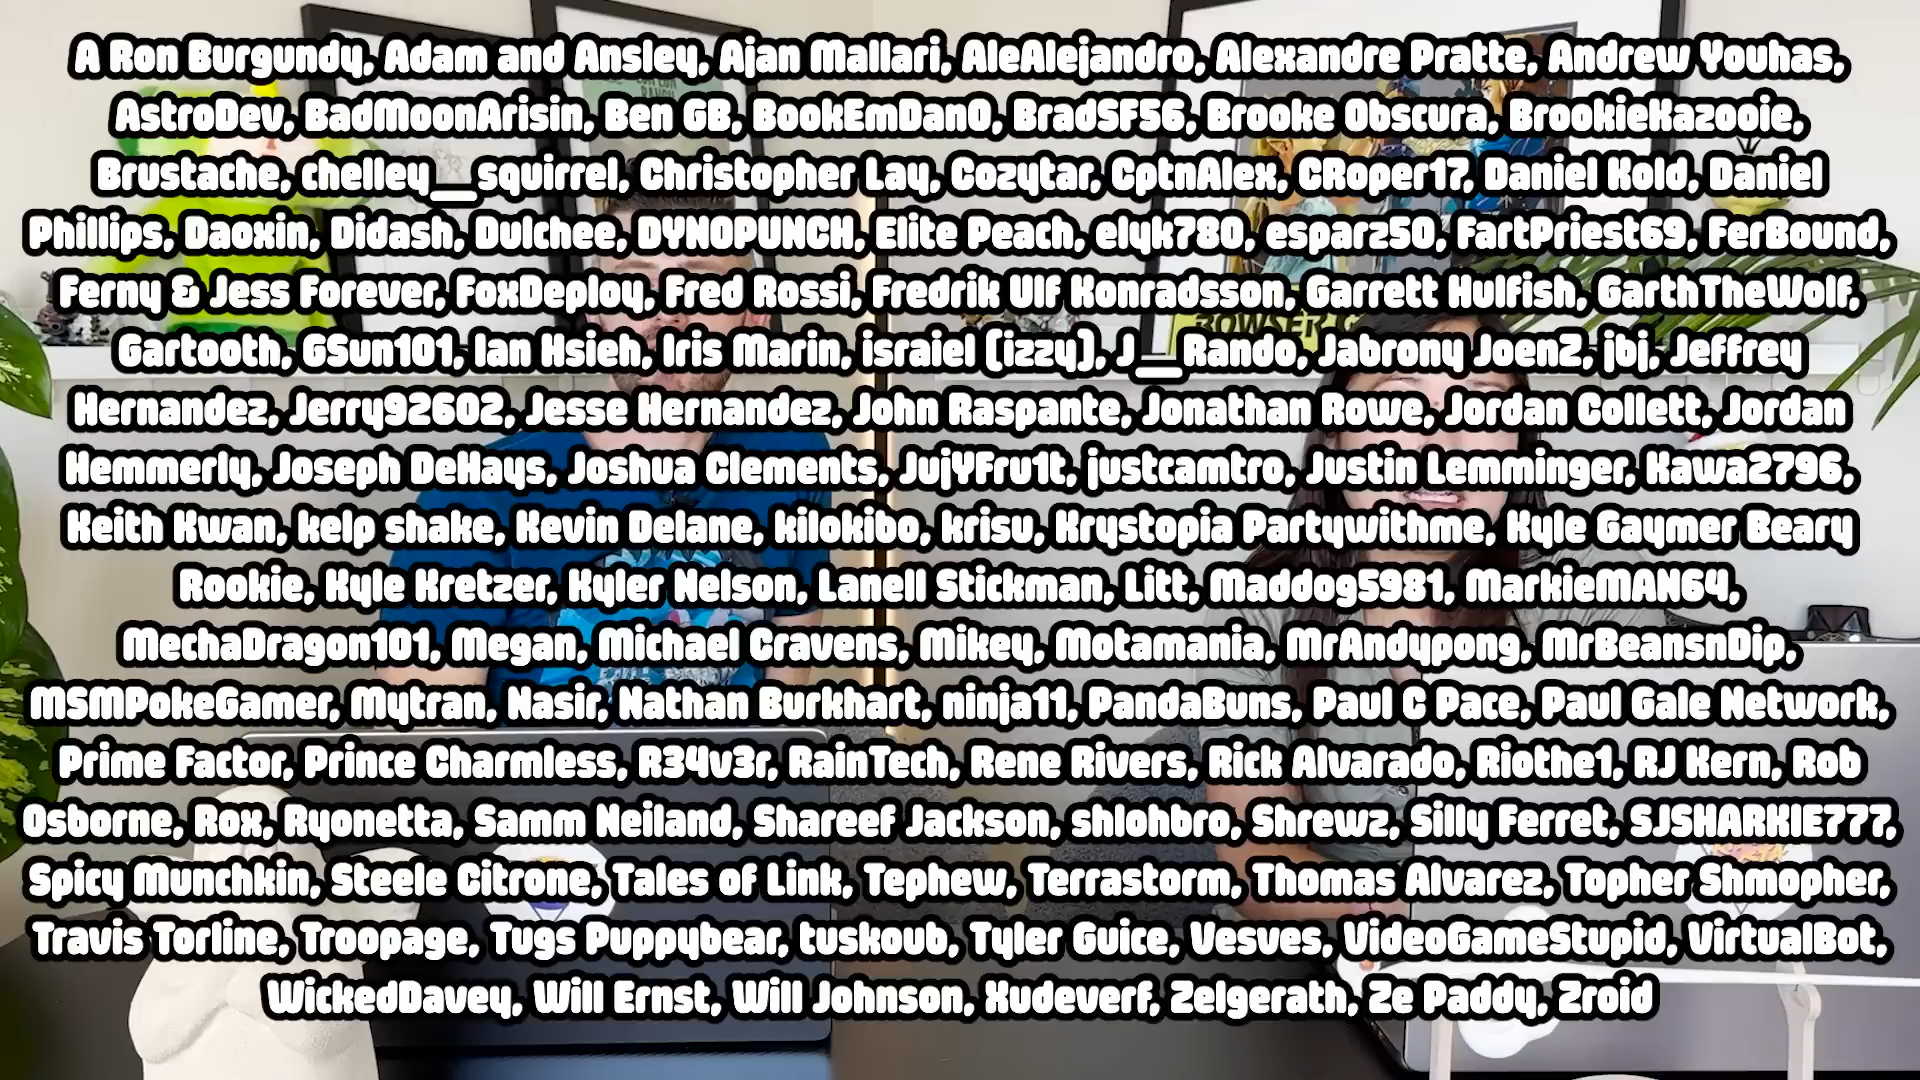 A Ron Burgundy, Adam and Ansley, Ajan Mallari, AleAlejandro, Alexandre Pratte, Andrew Youhas,
AstroDev, BadMoonArisin, Ben GB, BookEmDanO, BradSF56, Brooke Obscura, BrookieKazooie,
Brustache, chelley__squirrel, Christopher Lay, Cozytar, CptnAlex, CRoper17, Daniel Kold, Daniel
Phillips, Daoxin, Didash, Dulchee, DYNOPUNCH, Elite Peach, elyk780, esparz50, FartPriest69, FerBound,
Ferny & Jess Forever, FoxDeploy, Fred Rossi, Fredrik Ulf Konradsson, Garrett Hulfish, GarthTheWolf,
BOWSER
Gartooth, GSun101, Ian Hsieh, Iris Marin, israiel (izzy), J__Rando, Jabrony JoenZ, jbj, Jeffrey
Hernandez, Jerry92602, Jesse Hernandez, John Raspante, Jonathan Rowe, Jordan Collett, Jordan
Hemmerly, Joseph DeHays, Joshua Clements, JujYFru1t, justcamtro, Justin Lemminger, Kawa2796,
Keith Kwan, kelp shake, Kevin Delane, kilokibo, krisu, Krystopia Partywithme, Kyle Gaymer Beary
Rookie, Kyle Kretzer, Kyler Nelson, Lanell Stickman, Litt, Maddog5981, MarkieMAN64,
MechaDragon101, Megan, Michael Cravens, Mikey, Motamania, MrAndypong, MrBeansnDip,
MSMPokeGamer, Mytran, Nasir, Nathan Burkhart, ninja11, PandaBuns, Paul C Pace, Paul Gale Network,
Prime Factor, Prince Charmless, R34v3r, RainTech, Rene Rivers, Rick Alvarado, Riothe1, RJ Kern, Rob
Osborne, Rox, Ryonetta, Samm Neiland, Shareef Jackson, shlohbro, Shrewz, Silly Ferret, SJSHARKIE777,
Spicy Munchkin, Steele Citrone, Tales of Link, Tephew, Terrastorm, Thomas Alvarez, Topher Shmopher,
Travis Torline, Troopage, Tugs Puppybear, tuskoub, Tyler Guice, Vesves, VideoGameStupid, VirtualBot,
WickedDavey, Will Ernst, Will Johnson, Xudeverf, Zelgerath, Ze Paddy, Zroid